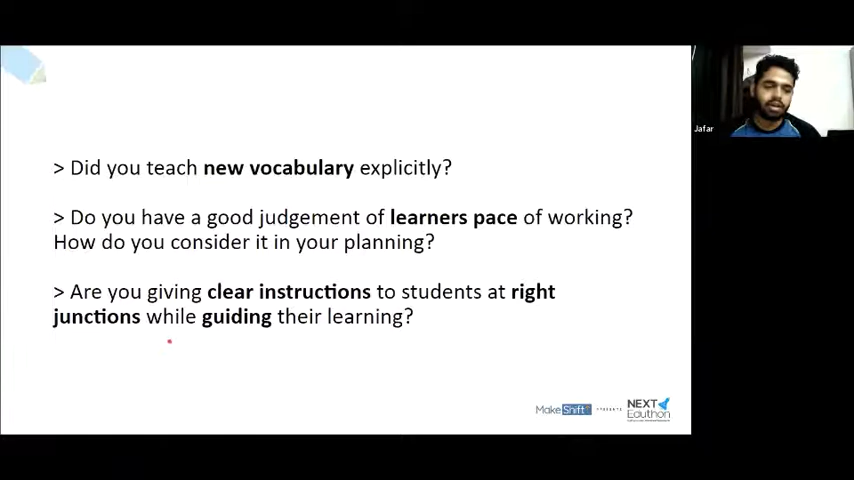 Jafar
> Did you teach new vocabulary explicitly?
> Do you have a good judgement of learners pace of working?
How do you consider it in your planning?
> Are you giving clear instructions to students at right
junctions while guiding their learning?
MakeShift PRESENTS NEXT
Eduthon